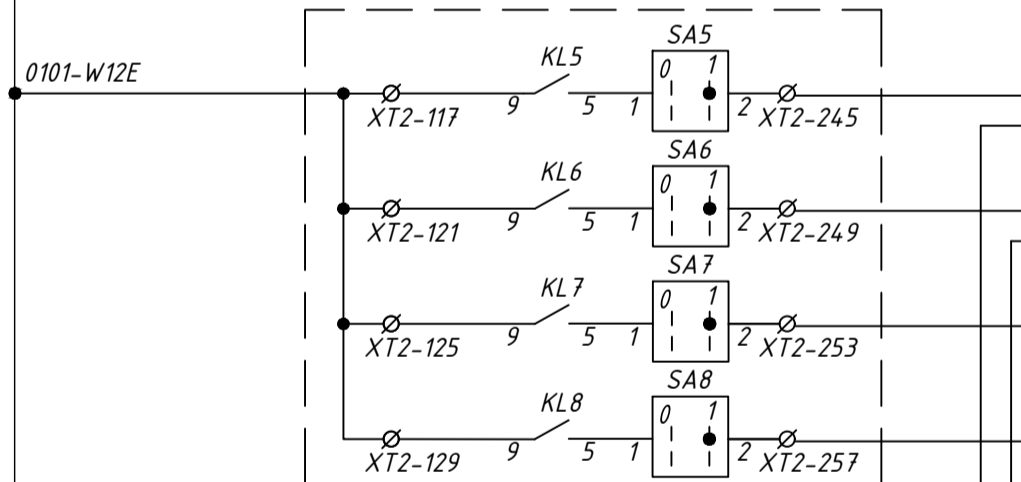 SA5
0101-W12E
KL5
0 1
XT2-117
9
5
1
2
XT2-245
SA6
KL6
0 1
XT2-121
9
5
1
2
XT2-249
SA7
KL7
0 1
XT2-125
9
5
1
2
XT2-253
SA8
KL8
0 1
XT2-129
9
5
1
2
XT2-257